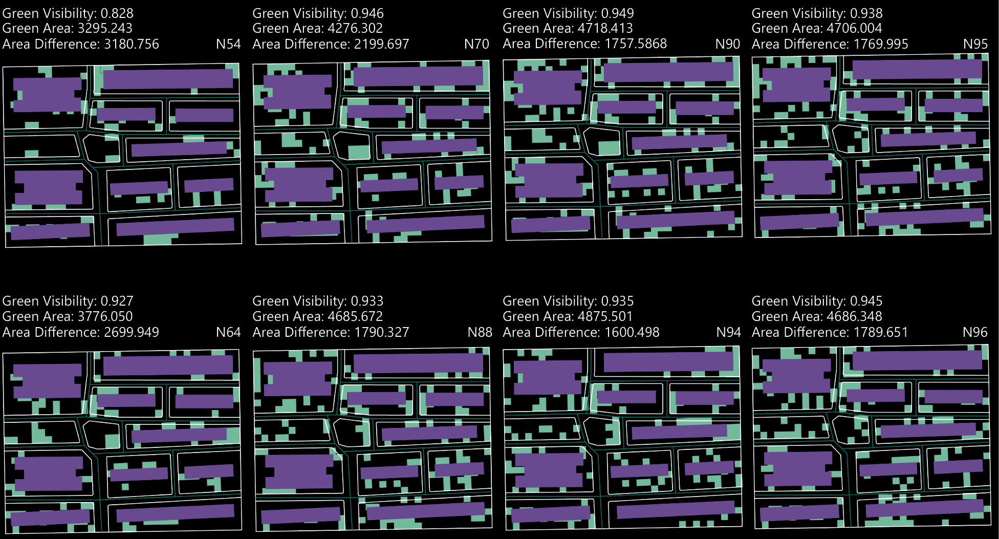 Green Visibility: 0.828
Green Area: 3295.243
Area Difference: 3180.756 N54
Green Visibility: 0.946
Green Area: 4276.302
Area Difference: 2199.697 N70
Green Visibility: 0.949
Green Area: 4718.413
Area Difference: 1757.5868 N90
Green Visibility: 0.938
Green Area: 4706.004
Area Difference: 1769.995 N95
Green Visibility: 0.927
Green Area: 3776.050
Area Difference: 2699.949 N64
Green Visibility: 0.933
Green Area: 4685.672
Area Difference: 1790.327 N88
Green Visibility: 0.935
Green Area: 4875.501
Area Difference: 1600.498 N94
Green Visibility: 0.945
Green Area: 4686.348
Area Difference: 1789.651 N96